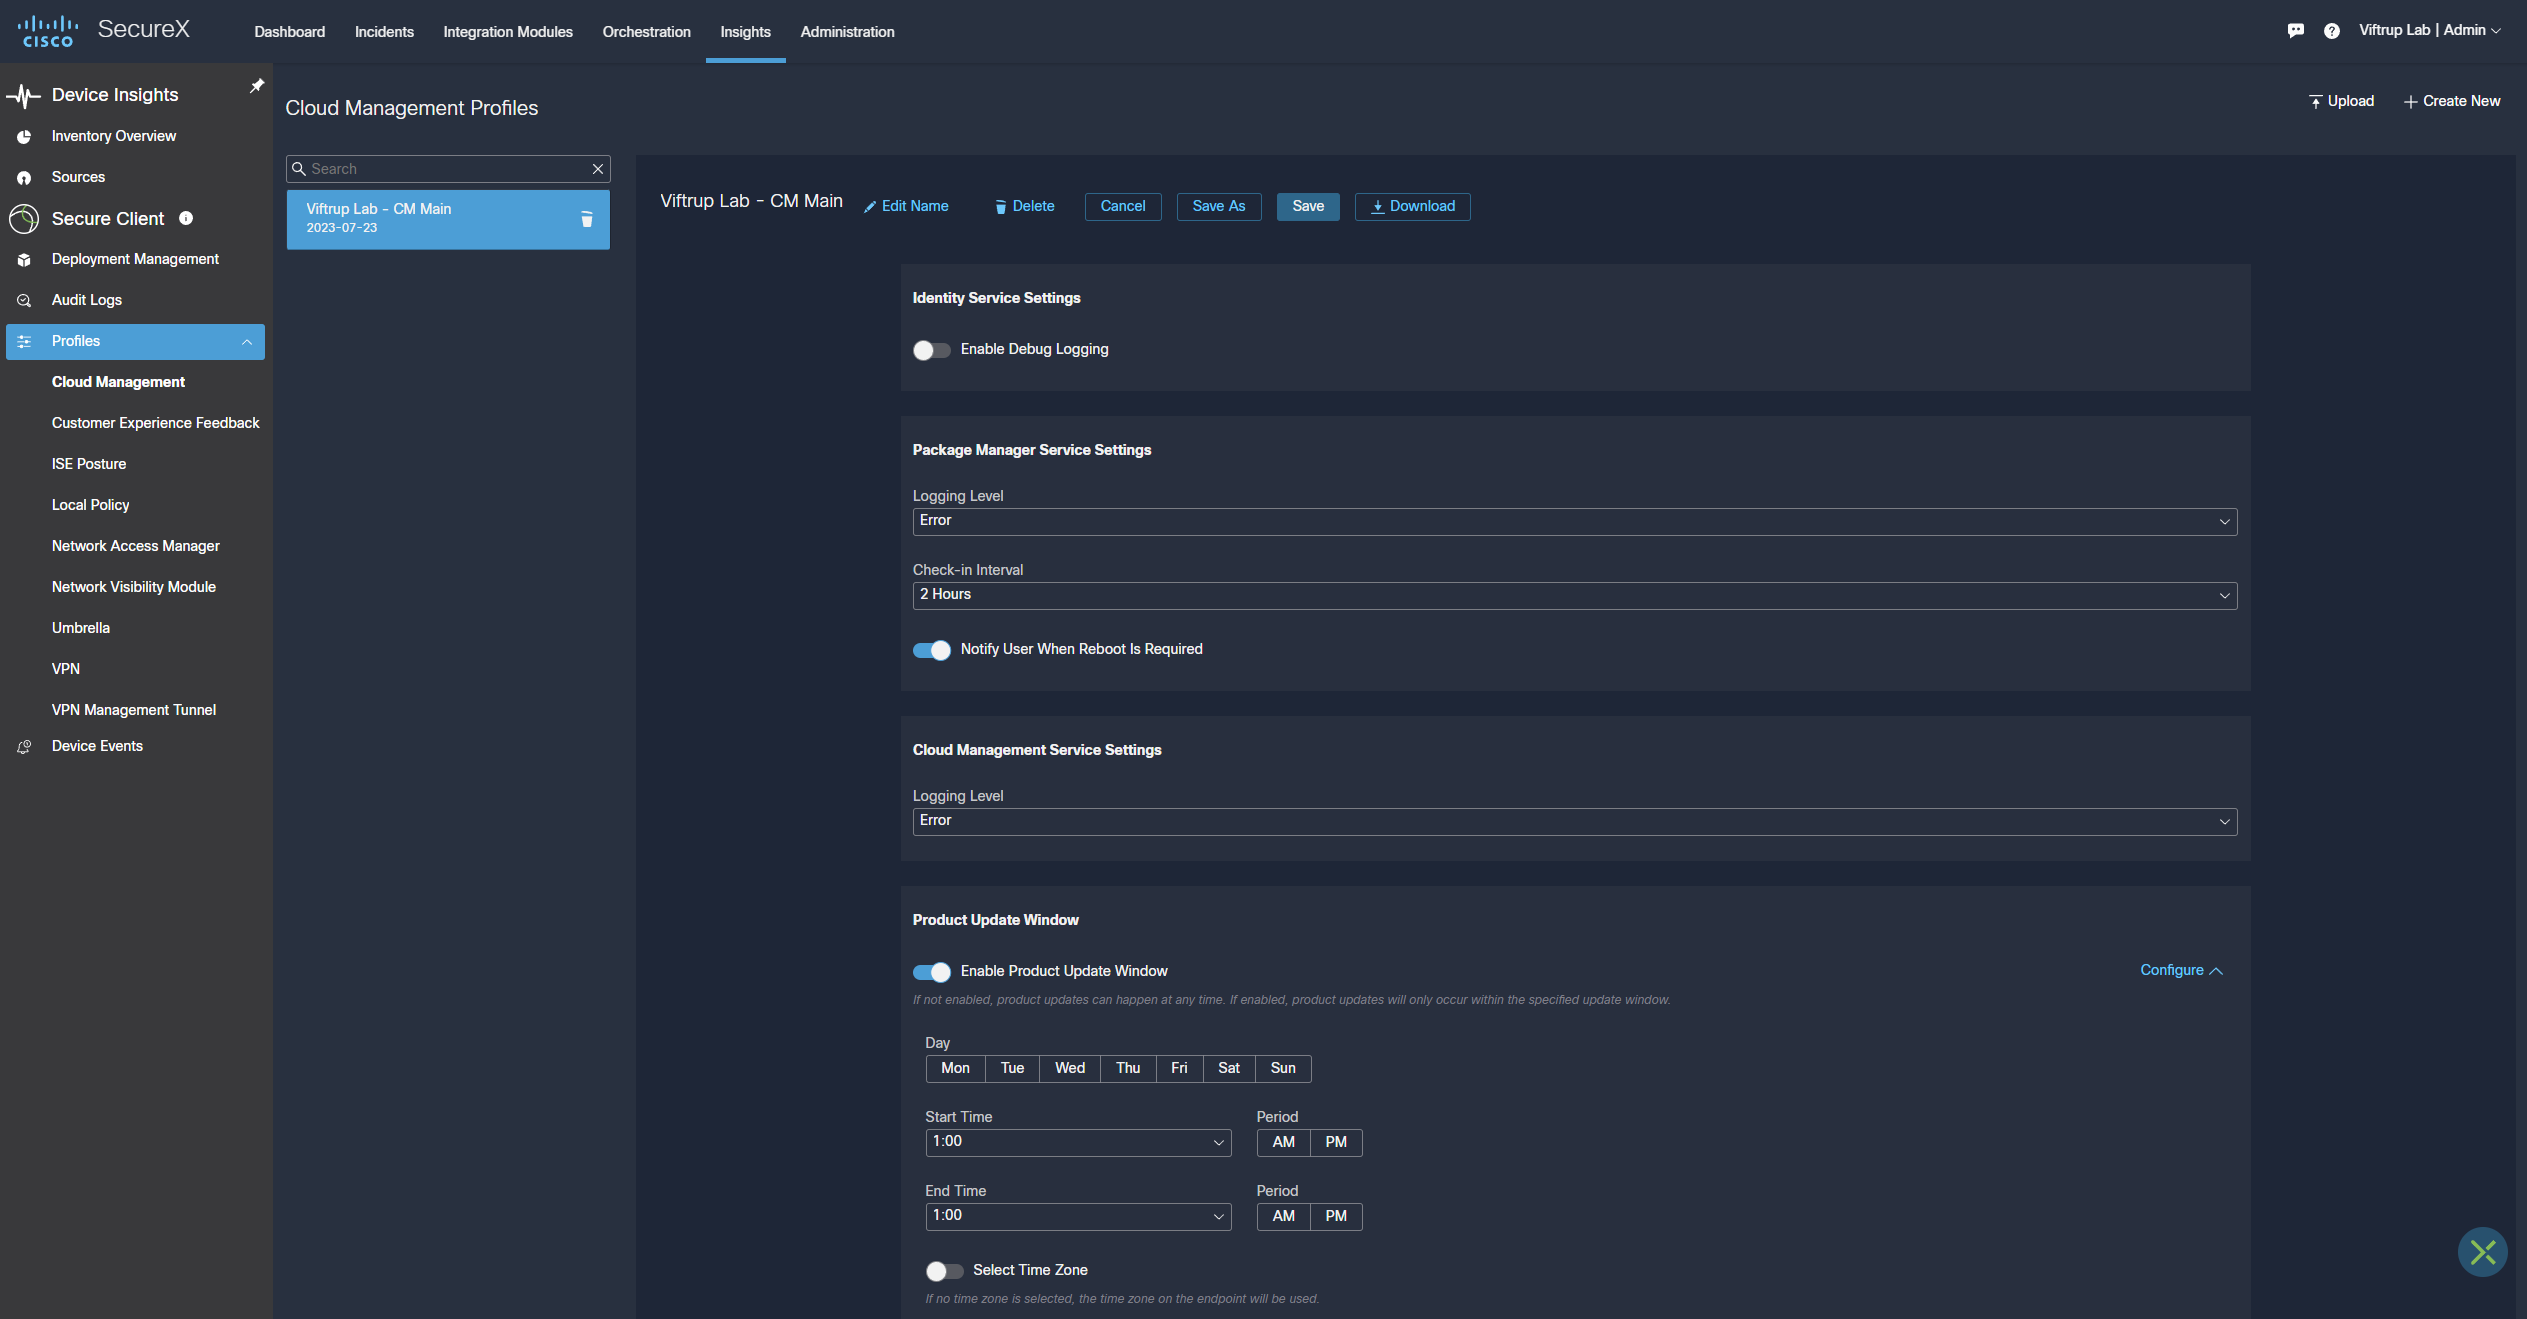 CISCO SecureX
Dashboard Incidents Integration Modules Orchestration Insights Administration
Viftrup Lab | Admin
Device Insights
Inventory Overview
Sources
Secure Client
Deployment Management
Audit Logs
Profiles
Cloud Management
Customer Experience Feedback
ISE Posture
Local Policy
Network Access Manager
Network Visibility Module
Umbrella
VPN
VPN Management Tunnel
Device Events
Cloud Management Profiles
Upload Create New
Search
Viftrup Lab - CM Main
2023-07-23
Viftrup Lab - CM Main Edit Name Delete Cancel Save As Save Download
Identity Service Settings
Enable Debug Logging
Package Manager Service Settings
Logging Level
Error
Check-in Interval
2 Hours
Notify User When Reboot Is Required
Cloud Management Service Settings
Logging Level
Error
Product Update Window
Enable Product Update Window Configure
If not enabled, product updates can happen at any time. If enabled, product updates will only occur within the specified update window.
Day
Mon Tue Wed Thu Fri Sat Sun
Start Time Period
1:00 AM PM
End Time Period
1:00 AM PM
Select Time Zone
If no time zone is selected, the time zone on the endpoint will be used.